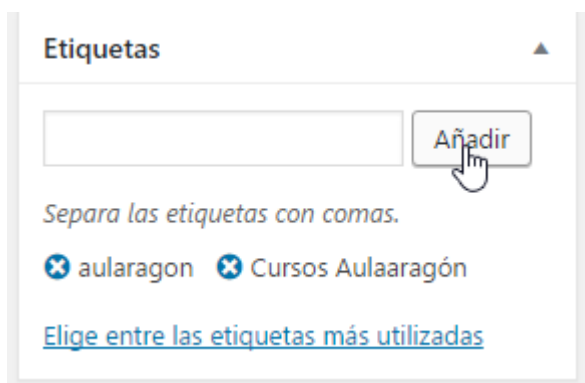 Etiquetas
Añadir
Separa las etiquetas con comas.
aularagon Cursos Aulaaragón
Elige entre las etiquetas más utilizadas